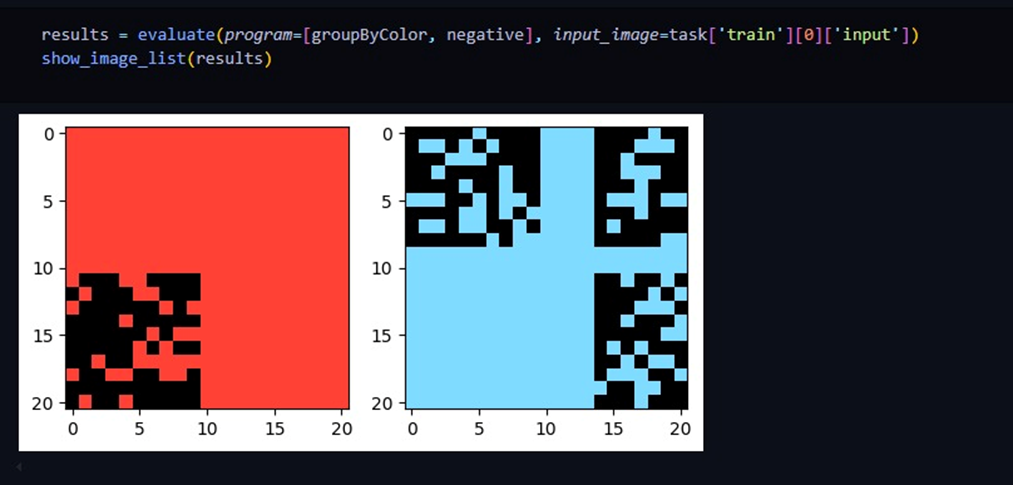 results = evaluate(program=[groupByColor, negative], input_image=task['train'][0]['input'])
show_image_list(results)
0
5
10
15
20
0 5 10 15 20
0
5
10
15
20
0 5 10 15 20